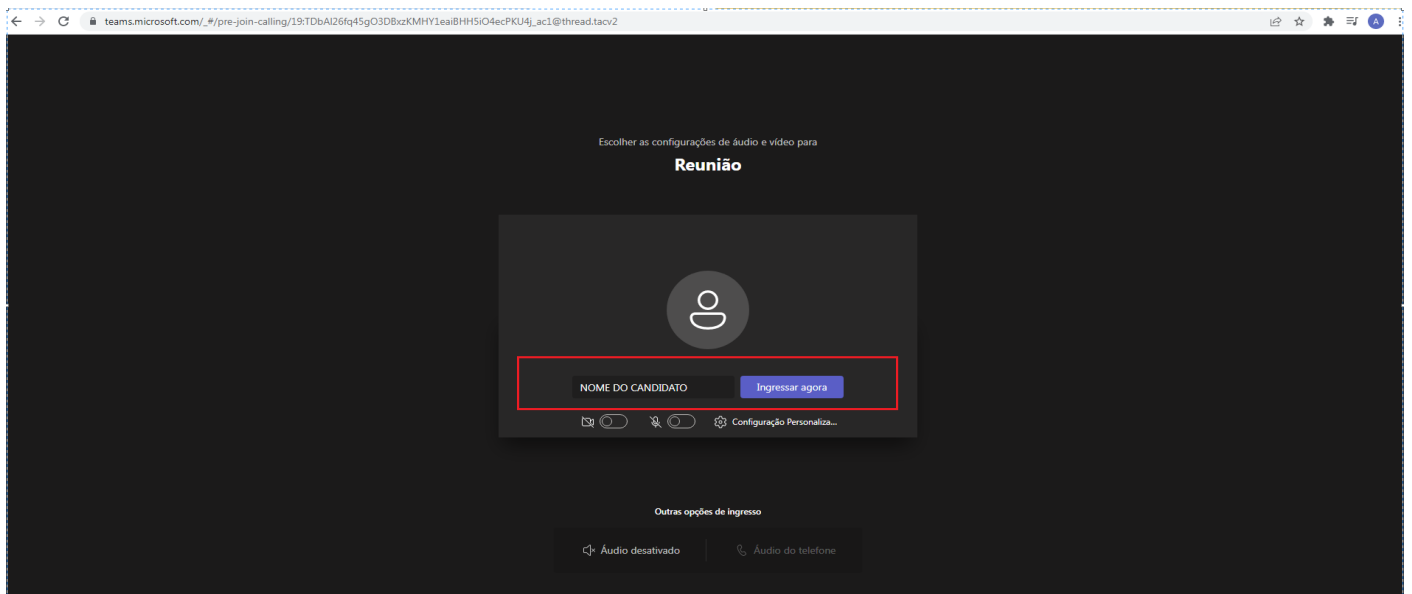 teams.microsoft.com/_#/pre-join-calling/19:TDbAI26fq45gO3DBxzKMHY1eaiBHH5iO4ecPKU4j_ac1@thread.tacv2
A
Escolher as configurações de áudio e vídeo para
Reunião
NOME DO CANDIDATO
Ingressar agora
Configuração Personaliza...
Outras opções de ingresso
Áudio desativado
Áudio do telefone